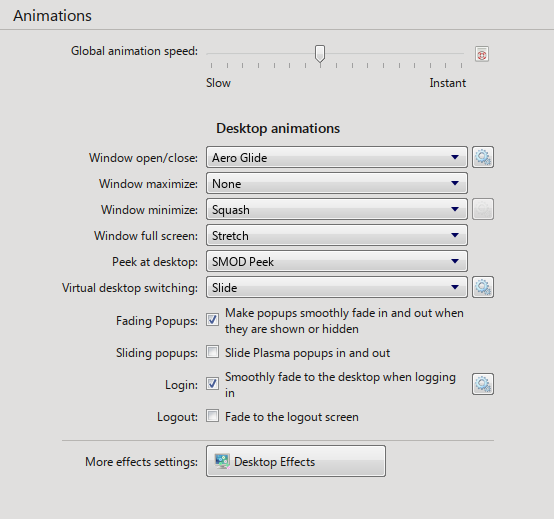 Animations
Global animation speed:
Slow Instant
Desktop animations
Window open/close: Aero Glide
Window maximize: None
Window minimize: Squash
Window full screen: Stretch
Peek at desktop: SMOD Peek
Virtual desktop switching: Slide
Fading Popups: Make popups smoothly fade in and out when
they are shown or hidden
Sliding popups: Slide Plasma popups in and out
Login: Smoothly fade to the desktop when logging
in
Logout: Fade to the logout screen
More effects settings: Desktop Effects